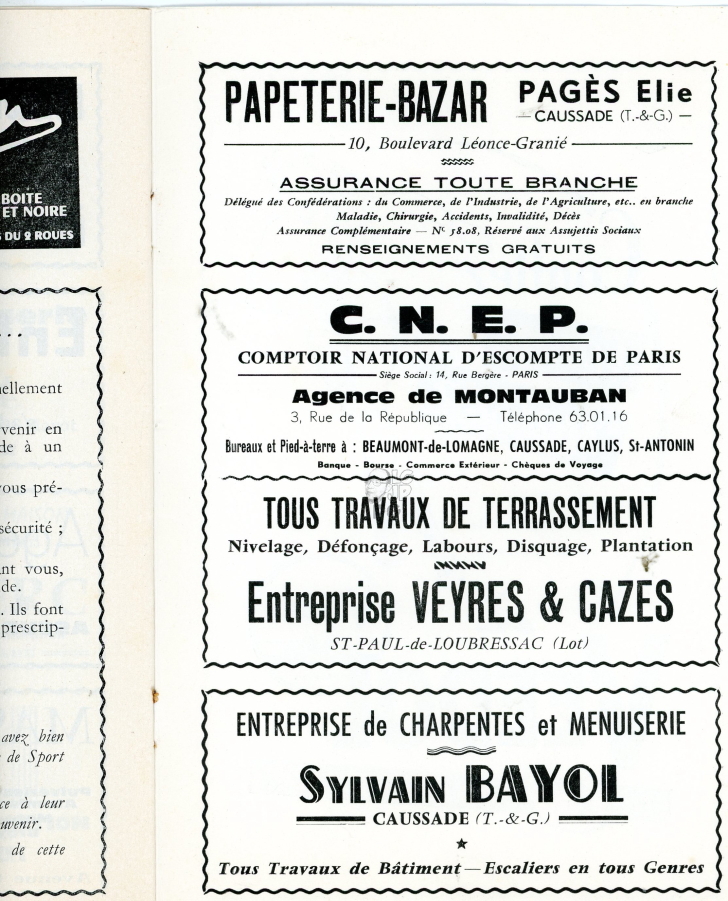 BOITE
ET NOIRE
DU 2 ROUES
...
ellement
venir en
de à un
vous pré-
sécurité ;
nt vous,
de.
. Ils font
prescrip-
avez bien
de Sport
ce à leur
uvenir.
de cette
PAPETERIE-BAZAR PAGÈS Elie
— CAUSSADE (T.-&-G.) —
10, Boulevard Léonce-Granié
ASSURANCE TOUTE BRANCHE
Délégué des Confédérations : du Commerce, de l'Industrie, de l'Agriculture, etc.. en branche
Maladie, Chirurgie, Accidents, Invalidité, Décès
Assurance Complémentaire — Nº 58.08, Réservé aux Assujettis Sociaux
RENSEIGNEMENTS GRATUITS
C. N. E. P.
COMPTOIR NATIONAL D'ESCOMPTE DE PARIS
Siège Social : 14, Rue Bergère - PARIS
Agence de MONTAUBAN
3, Rue de la République — Téléphone 63.01.16
Bureaux et Pied-à-terre à : BEAUMONT-de-LOMAGNE, CAUSSADE, CAYLUS, St-ANTONIN
Banque - Bourse - Commerce Extérieur - Chèques de Voyage
TOUS TRAVAUX DE TERRASSEMENT
Nivelage, Défonçage, Labours, Disquage, Plantation
Entreprise VEYRES & CAZES
ST-PAUL-de-LOUBRESSAC (Lot)
ENTREPRISE de CHARPENTES et MENUISERIE
SYLVAIN BAYOL
CAUSSADE (T.-&-G.)
Tous Travaux de Bâtiment — Escaliers en tous Genres